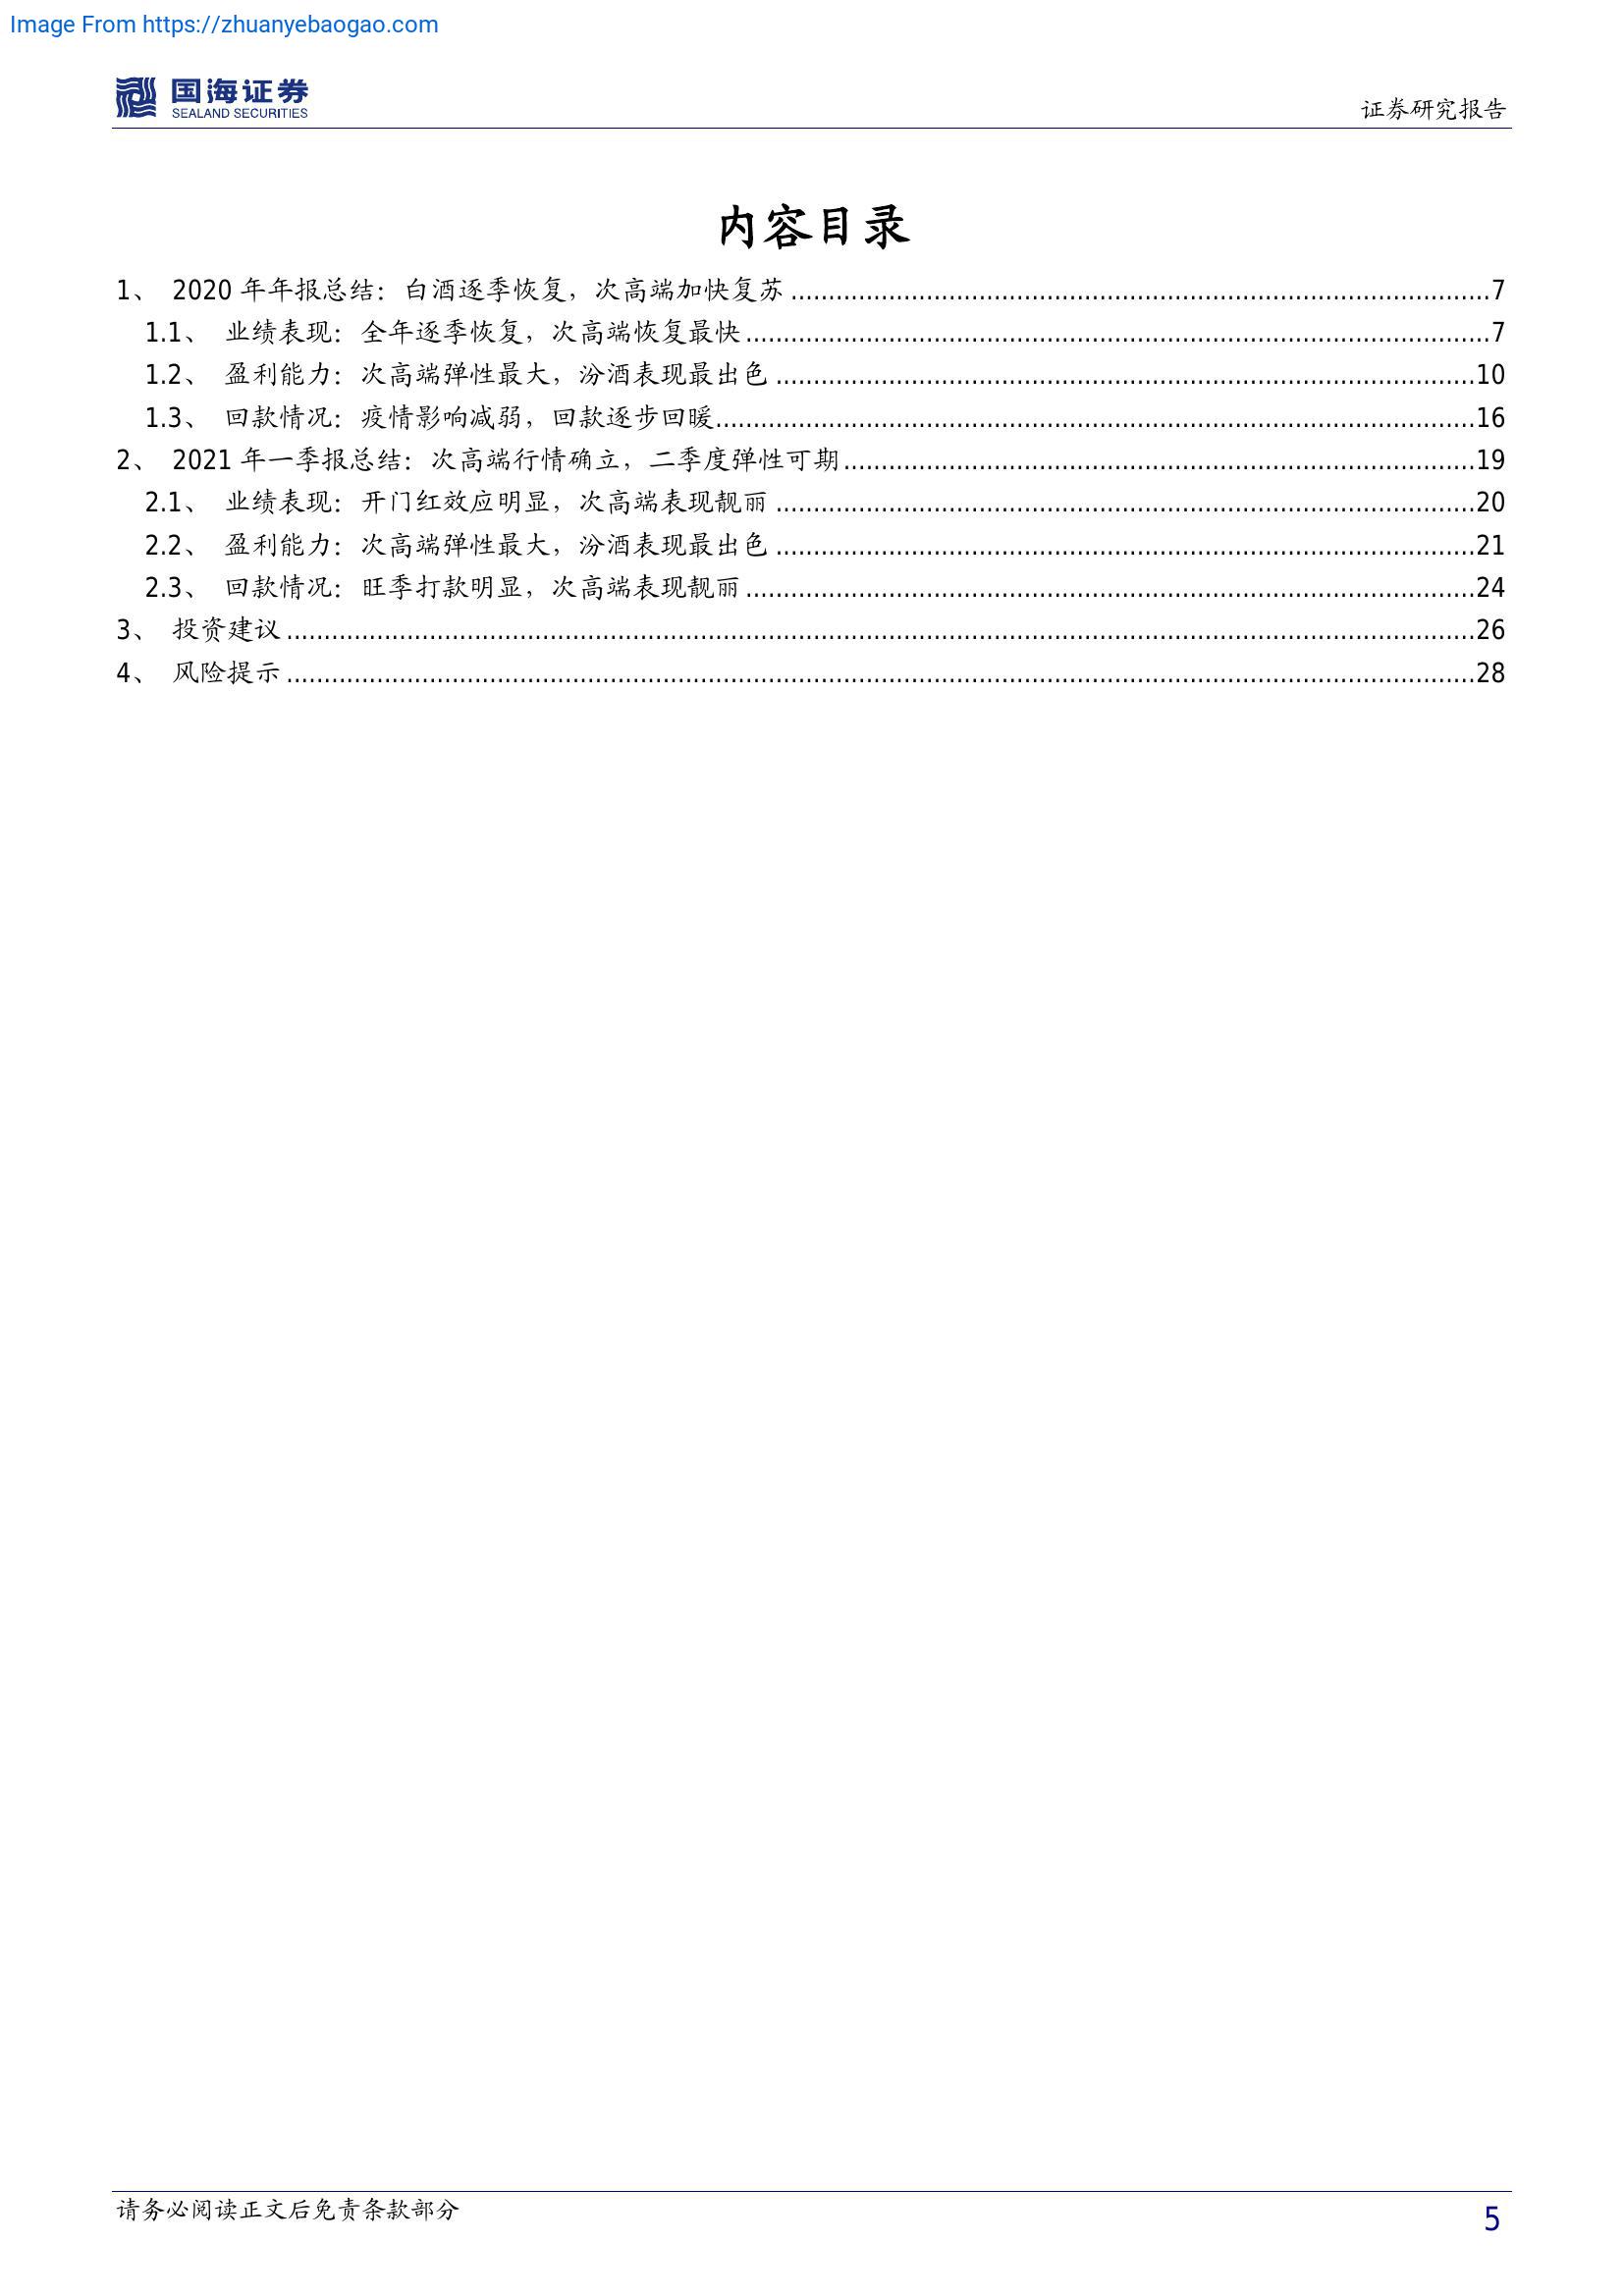 Image From https://zhuanyebaogao.com
国海证券
SEALAND SECURITIES
证券研究报告
内容目录
1、 2020 年年报总结：白酒逐季恢复，次高端加快复苏 ........................................................................................7
1.1、 业绩表现：全年逐季恢复，次高端恢复最快 ........................................................................................7
1.2、 盈利能力：次高端弹性最大，汾酒表现最出色 ........................................................................................10
1.3、 回款情况：疫情影响减弱，回款逐步回暖........................................................................................16
2、 2021 年一季报总结：次高端行情确立，二季度弹性可期 ........................................................................................19
2.1、 业绩表现：开门红效应明显，次高端表现靓丽 ........................................................................................20
2.2、 盈利能力：次高端弹性最大，汾酒表现最出色 ........................................................................................21
2.3、 回款情况：旺季打款明显，次高端表现靓丽 ........................................................................................24
3、 投资建议 ........................................................................................26
4、 风险提示 ........................................................................................28
请务必阅读正文后免责条款部分
5